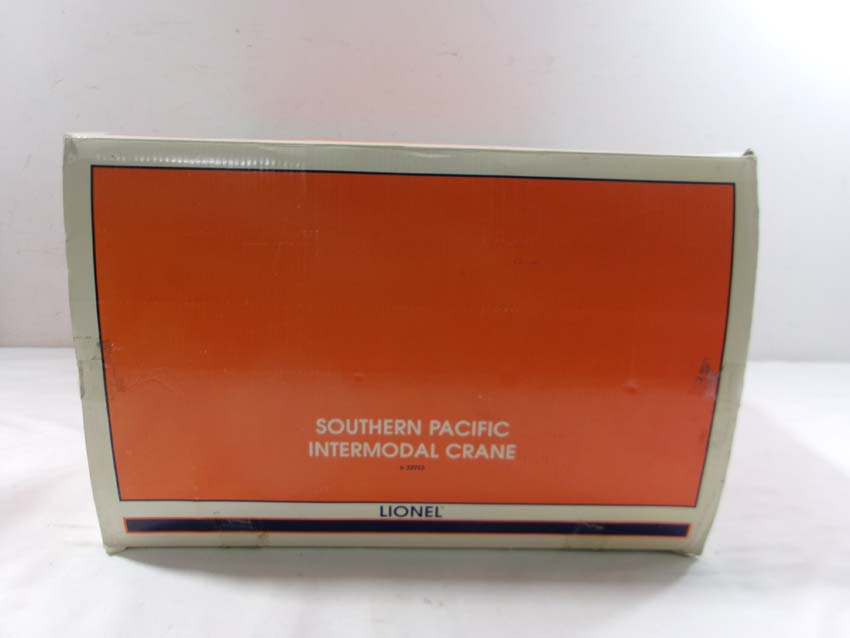 SOUTHERN PACIFIC
INTERMODAL CRANE
LIONEL